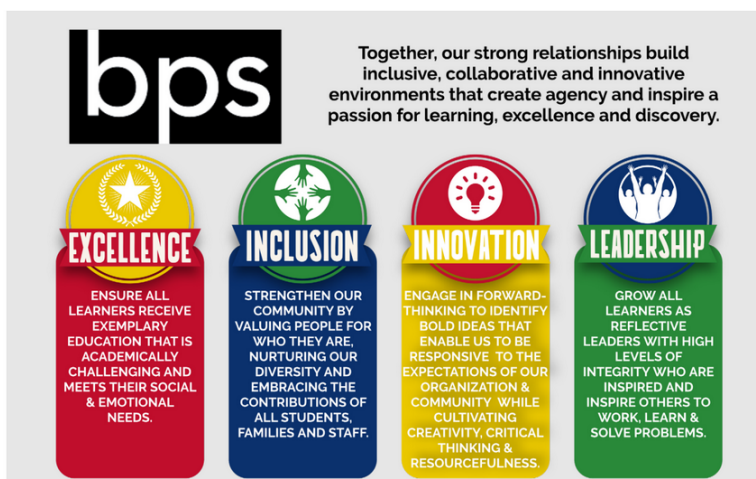 bps
Together, our strong relationships build
inclusive, collaborative and innovative
environments that create agency and inspire a
passion for learning, excellence and discovery.
EXCELLENCE
ENSURE ALL
LEARNERS RECEIVE
EXEMPLARY
EDUCATION THAT IS
ACADEMICALLY
CHALLENGING AND
MEETS THEIR SOCIAL
& EMOTIONAL
NEEDS.
INCLUSION
STRENGTHEN OUR
COMMUNITY BY
VALUING PEOPLE FOR
WHO THEY ARE,
NURTURING OUR
DIVERSITY AND
EMBRACING THE
CONTRIBUTIONS OF
ALL STUDENTS,
FAMILIES AND STAFF.
INNOVATION
ENGAGE IN FORWARD-
THINKING TO IDENTIFY
BOLD IDEAS THAT
ENABLE US TO BE
RESPONSIVE TO THE
EXPECTATIONS OF OUR
ORGANIZATION &
COMMUNITY WHILE
CULTIVATING
CREATIVITY, CRITICAL
THINKING &
RESOURCEFULNESS.
LEADERSHIP
GROW ALL
LEARNERS AS
REFLECTIVE
LEADERS WITH HIGH
LEVELS OF
INTEGRITY WHO ARE
INSPIRED AND
INSPIRE OTHERS TO
WORK, LEARN &
SOLVE PROBLEMS.